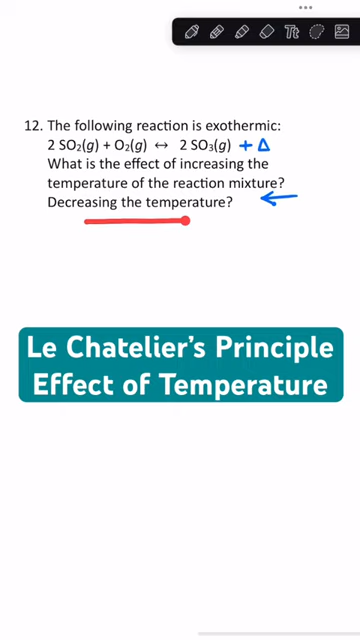 Tt
12. The following reaction is exothermic:
2 SO₂(g) + O₂(g) ↔ 2 SO₃(g) + Δ
What is the effect of increasing the
temperature of the reaction mixture?
Decreasing the temperature?
Le Chatelier's Principle
Effect of Temperature